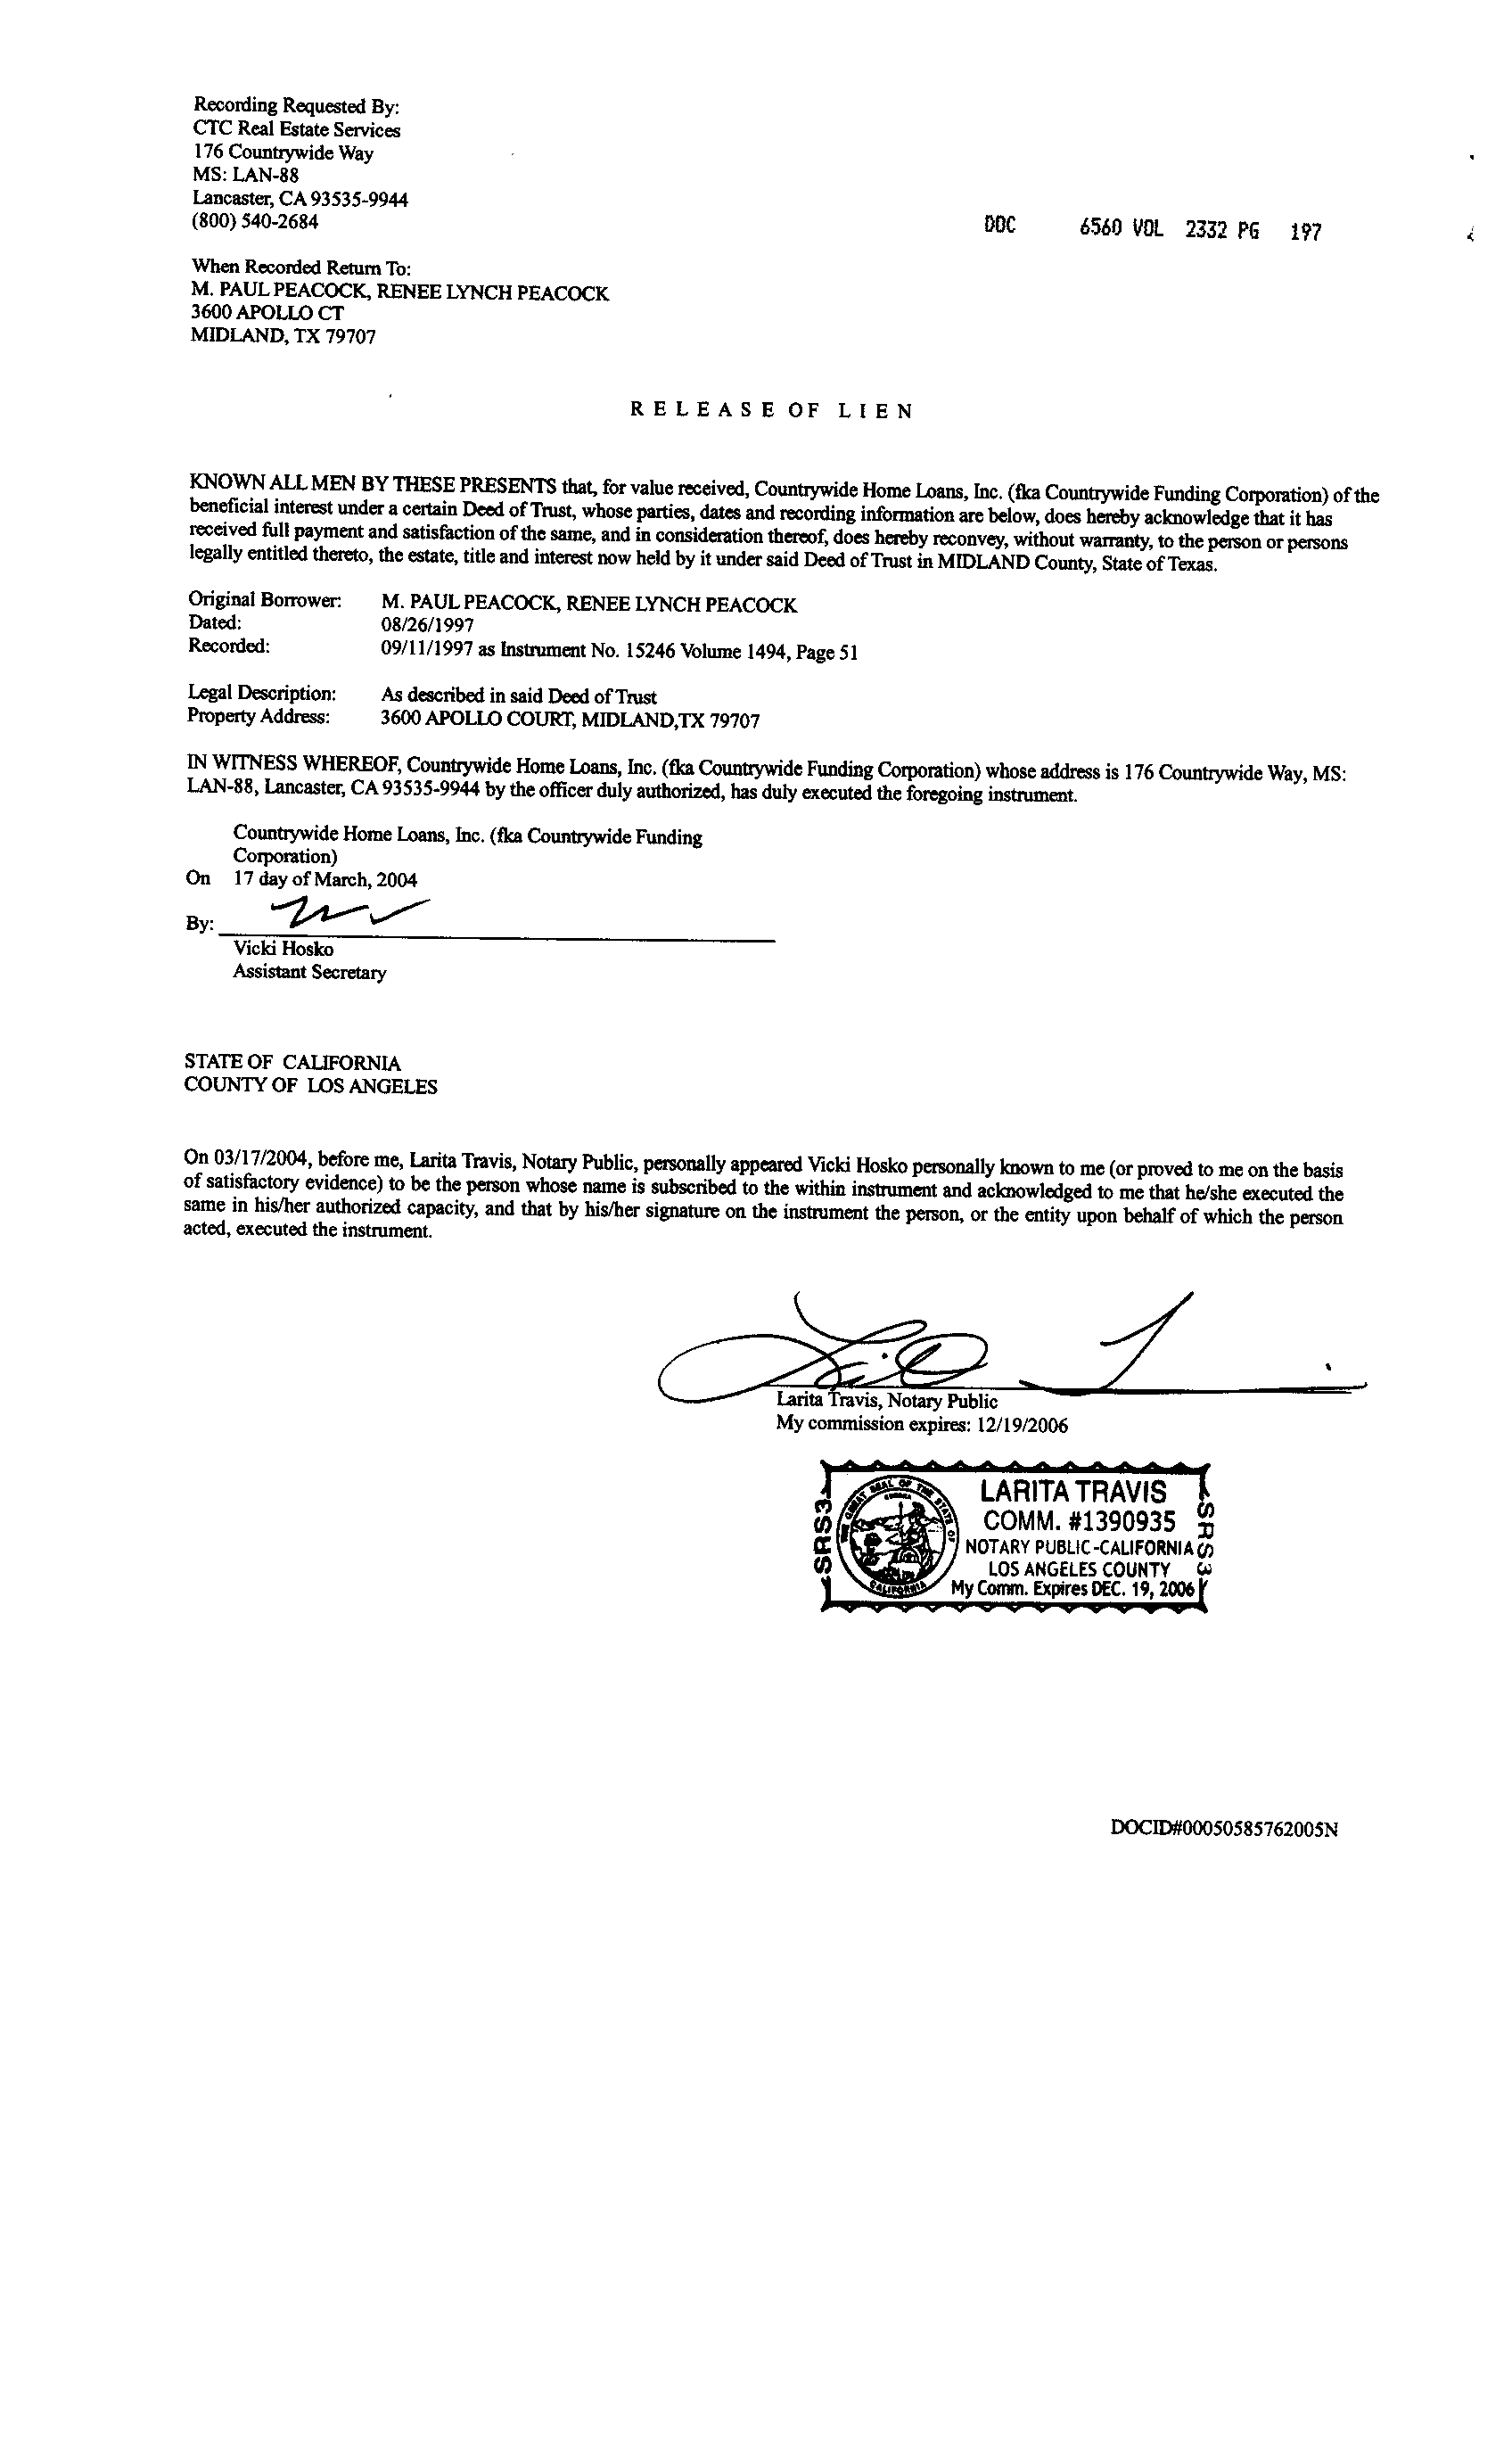 Recording Requested By:
CTC Real Estate Services
176 Countrywide Way
MS: LAN-88
Lancaster, CA 93535-9944
(800) 540-2684
DOC 6560 VOL 2332 PG 197
When Recorded Return To:
M. PAUL PEACOCK, RENEE LYNCH PEACOCK
3600 APOLLO CT
MIDLAND, TX 79707
RELEASE OF LIEN
KNOWN ALL MEN BY THESE PRESENTS that, for value received, Countrywide Home Loans, Inc. (fka Countrywide Funding Corporation) of the
beneficial interest under a certain Deed of Trust, whose parties, dates and recording information are below, does hereby acknowledge that it has
received full payment and satisfaction of the same, and in consideration thereof, does hereby reconvey, without warranty, to the person or persons
legally entitled thereto, the estate, title and interest now held by it under said Deed of Trust in MIDLAND County, State of Texas.
Original Borrower: M. PAUL PEACOCK, RENEE LYNCH PEACOCK
Dated: 08/26/1997
Recorded: 09/11/1997 as Instrument No. 15246 Volume 1494, Page 51
Legal Description: As described in said Deed of Trust
Property Address: 3600 APOLLO COURT, MIDLAND,TX 79707
IN WITNESS WHEREOF, Countrywide Home Loans, Inc. (fka Countrywide Funding Corporation) whose address is 176 Countrywide Way, MS:
LAN-88, Lancaster, CA 93535-9944 by the officer duly authorized, has duly executed the foregoing instrument.
Countrywide Home Loans, Inc. (fka Countrywide Funding
Corporation)
On 17 day of March, 2004
By:
Vicki Hosko
Assistant Secretary
STATE OF CALIFORNIA
COUNTY OF LOS ANGELES
On 03/17/2004, before me, Larita Travis, Notary Public, personally appeared Vicki Hosko personally known to me (or proved to me on the basis
of satisfactory evidence) to be the person whose name is subscribed to the within instrument and acknowledged to me that he/she executed the
same in his/her authorized capacity, and that by his/her signature on the instrument the person, or the entity upon behalf of which the person
acted, executed the instrument.
Larita Travis, Notary Public
My commission expires: 12/19/2006
SRS3
THE GREAT SEAL OF THE STATE OF
CALIFORNIA
LARITA TRAVIS
COMM. #1390935
NOTARY PUBLIC-CALIFORNIA
LOS ANGELES COUNTY
My Comm. Expires DEC. 19, 2006
SRS3
DOCID#00050585762005N